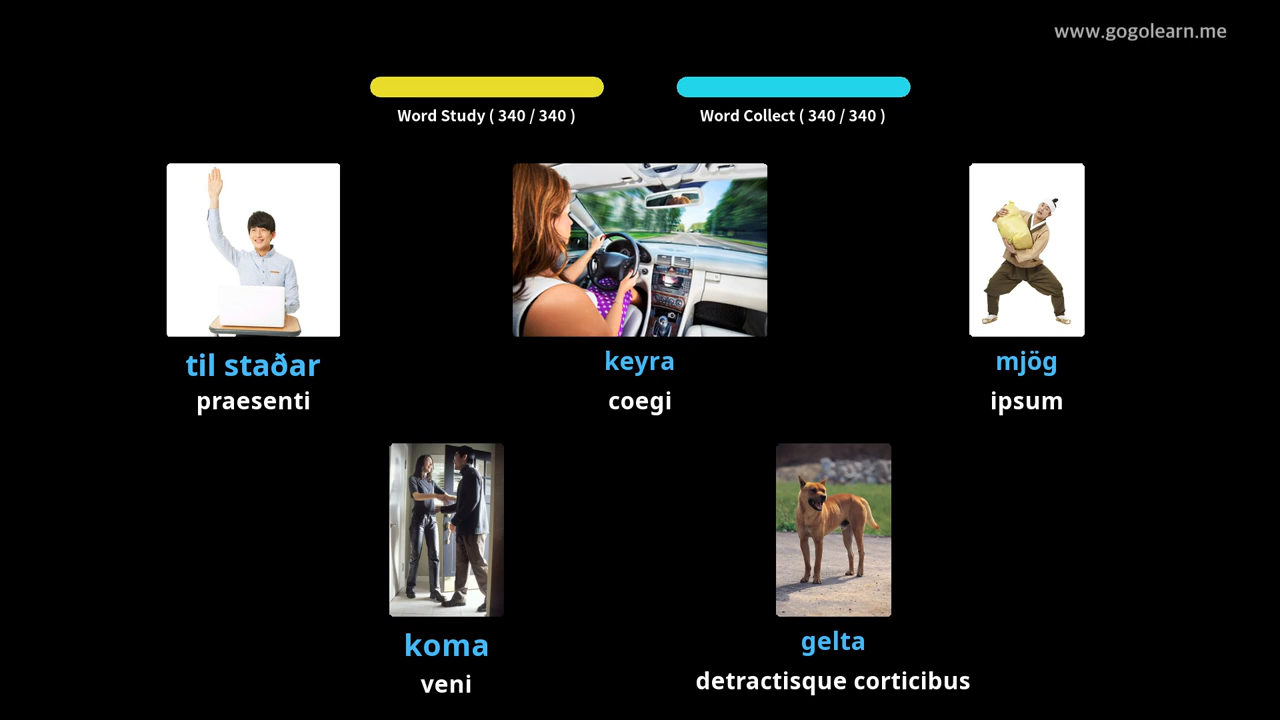 www.gogolearn.me
Word Study ( 340 / 340 )
Word Collect ( 340 / 340 )
til staðar
praesenti
keyra
coegi
mjög
ipsum
koma
veni
gelta
detractisque corticibus